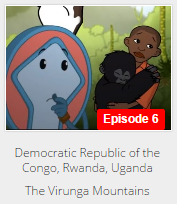 Episode 6
Democratic Republic of the
Congo, Rwanda, Uganda
The Virunga Mountains